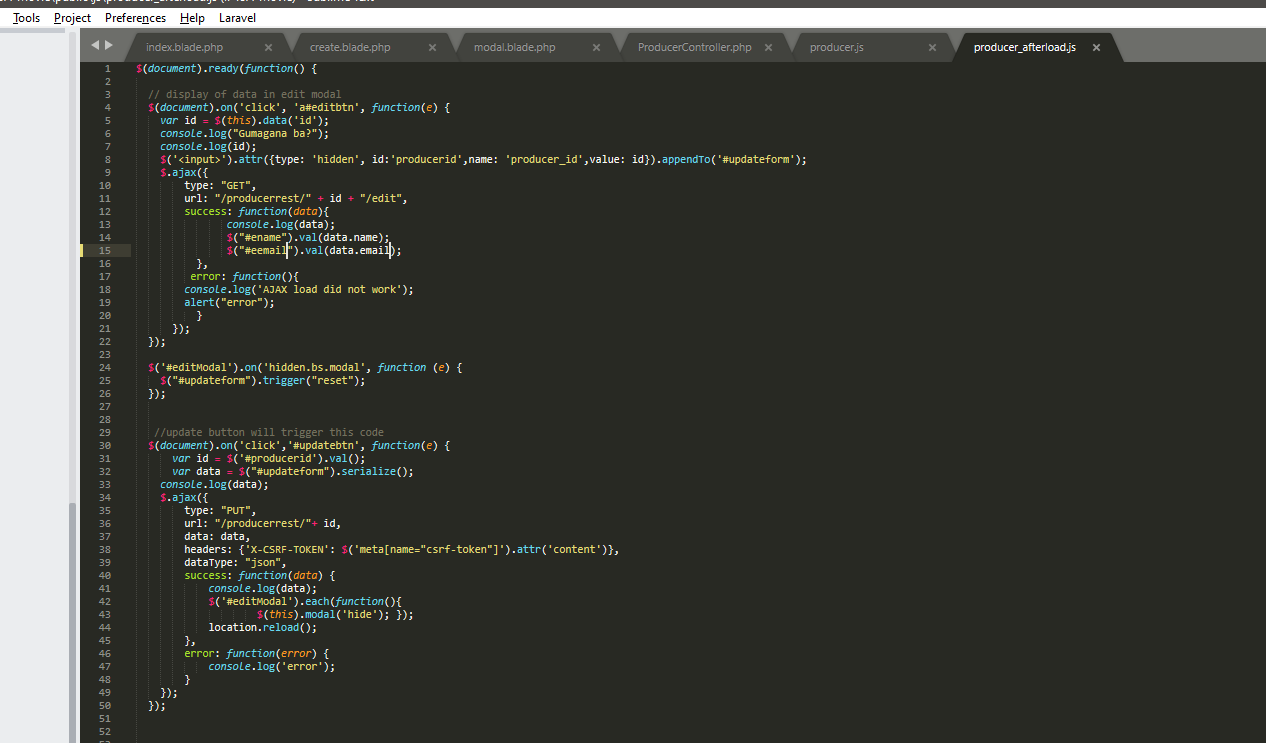 Tools Project Preferences Help Laravel
index.blade.php × create.blade.php × modal.blade.php × ProducerController.php × producer.js × producer_afterload.js ×
1 $(document).ready(function() {
2
3 // display of data in edit modal
4 $(document).on('click', 'a#editbtn', function(e) {
5 var id = $(this).data('id');
6 console.log("Gumagana ba?");
7 console.log(id);
8 $('<input>').attr({type: 'hidden', id:'producerid',name: 'producer_id',value: id}).appendTo('#updateform');
9 $.ajax({
10 type: "GET",
11 url: "/producerrest/" + id + "/edit",
12 success: function(data){
13 console.log(data);
14 $("#ename").val(data.name);
15 $("#eemail").val(data.email);
16 },
17 error: function(){
18 console.log('AJAX load did not work');
19 alert("error");
20 }
21 });
22 });
23
24 $('#editModal').on('hidden.bs.modal', function (e) {
25 $("#updateform").trigger("reset");
26 });
27
28
29 //update button will trigger this code
30 $(document).on('click','#updatebtn', function(e) {
31 var id = $('#producerid').val();
32 var data = $("#updateform").serialize();
33 console.log(data);
34 $.ajax({
35 type: "PUT",
36 url: "/producerrest/"+ id,
37 data: data,
38 headers: {'X-CSRF-TOKEN': $('meta[name="csrf-token"]').attr('content')},
39 dataType: "json",
40 success: function(data) {
41 console.log(data);
42 $('#editModal').each(function(){
43 $(this).modal('hide'); });
44 location.reload();
45 },
46 error: function(error) {
47 console.log('error');
48 }
49 });
50 });
51
52